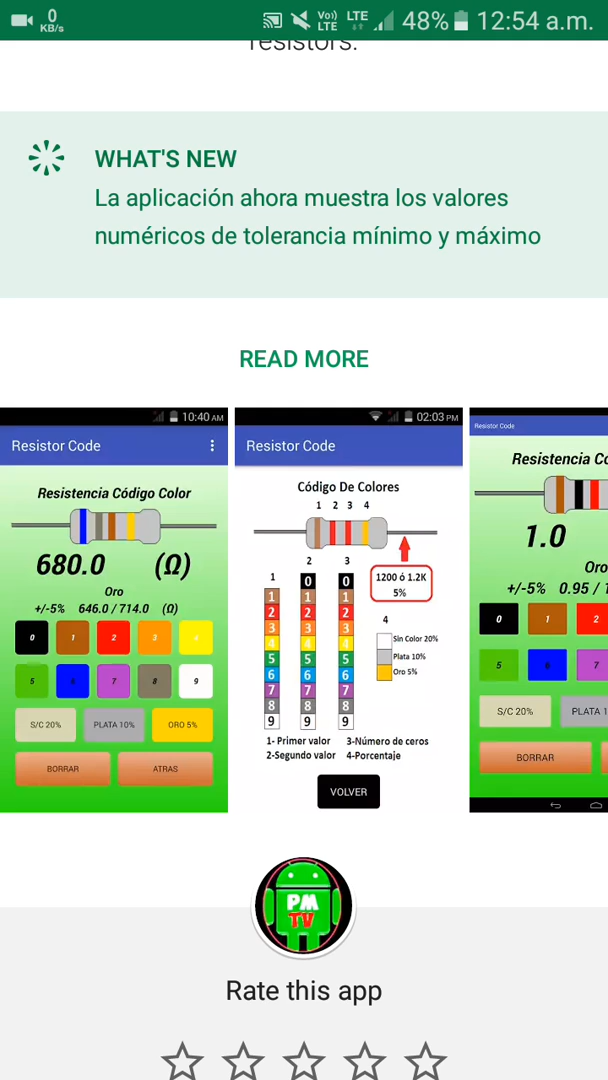 0
KB/s
Vo))
LTE
LTE
48%
12:54 a.m.
resistors.
WHAT'S NEW
La aplicación ahora muestra los valores
numéricos de tolerancia mínimo y máximo
READ MORE
10:40 AM
Resistor Code
Resistencia Código Color
680.0 (Ω)
Oro
+/-5% 646.0 / 714.0 (Ω)
0 1 2 3 4
5 6 7 8 9
S/C 20% PLATA 10% ORO 5%
BORRAR ATRAS
02:03 PM
Resistor Code
Código De Colores
1 2 3 4
1200 ó 1.2K
5%
1 2 3
0 0
1 1 1
2 2 2
3 3 3
4 4 4
5 5 5
6 6 6
7 7 7
8 8 8
9 9 9
4
Sin Color 20%
Plata 10%
Oro 5%
1- Primer valor 3-Número de ceros
2-Segundo valor 4-Porcentaje
VOLVER
Resistor Code
Resistencia Co
1.0
Oro
+/-5% 0.95 / 1
0 1 2
5 6 7
S/C 20% PLATA 1
BORRAR
PM
TV
Rate this app